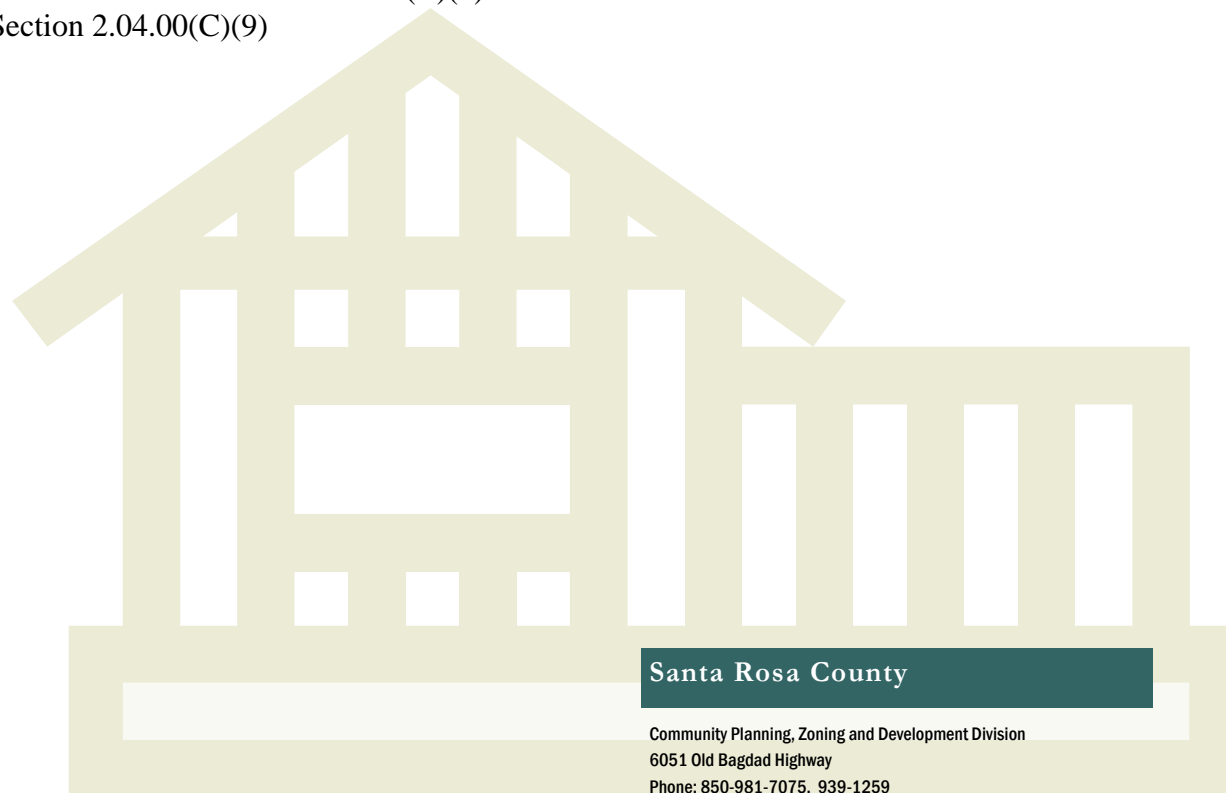 Section 2.04.00(C)(9)
Santa Rosa County
Community Planning, Zoning and Development Division
6051 Old Bagdad Highway
Phone: 850-981-7075, 939-1259